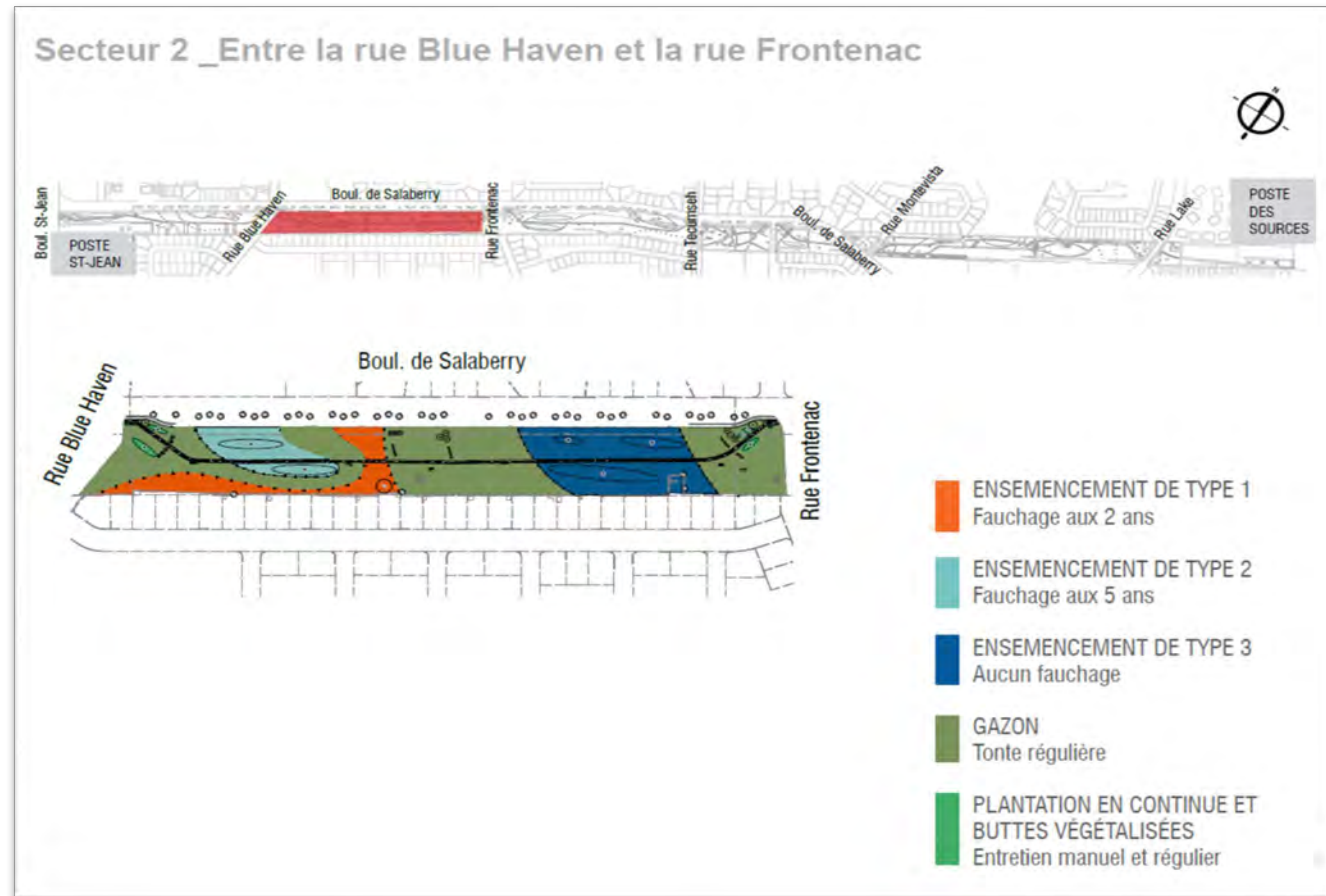 Secteur 2 _Entre la rue Blue Haven et la rue Frontenac
N
Boul. St-Jean
POSTE
ST-JEAN
Rue Blue Haven
Boul. de Salaberry
Rue Frontenac
Rue Tecumseh
Boul. de Salaberry
Rue Montevista
Rue Lake
POSTE
DES
SOURCES
Boul. de Salaberry
Rue Blue Haven
Rue Frontenac
ENSEMENCEMENT DE TYPE 1
Fauchage aux 2 ans
ENSEMENCEMENT DE TYPE 2
Fauchage aux 5 ans
ENSEMENCEMENT DE TYPE 3
Aucun fauchage
GAZON
Tonte régulière
PLANTATION EN CONTINUE ET
BUTTES VÉGÉTALISÉES
Entretien manuel et régulier